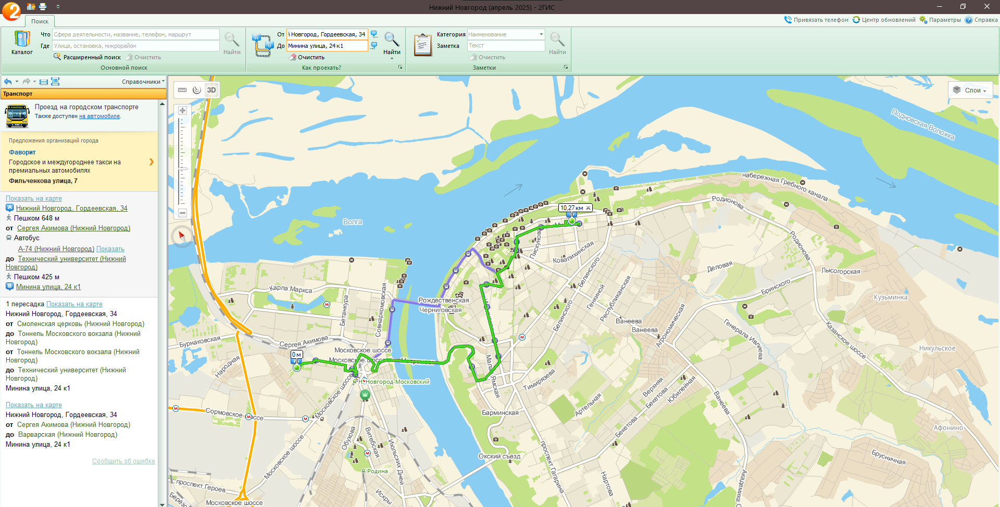 Нижний Новгород (апрель 2025) - 2ГИС
Поиск
Привязать телефон
Центр обновлений
Параметры
Справка
Каталог
Что
Сфера деятельности, название, телефон, маршрут
Где
Улица, остановка, микрорайон
Расширенный поиск
Очистить
Найти
Основной поиск
От
Новгород, Гордеевская, 34
До
Минина улица, 24 к1
Очистить
Найти
Как проехать?
Категория
Наименование
Заметка
Текст
Очистить
Найти
Заметки
Справочники
Транспорт
Проезд на городском транспорте
Также доступен на автомобиле.
Предложения организаций города
Фаворит
Городское и междугороднее такси на
премиальных автомобилях
Фильченкова улица, 7
Показать на карте
A Нижний Новгород, Гордеевская, 34
Пешком 648 м
от Сергея Акимова (Нижний Новгород)
Автобус
А-74 (Нижний Новгород) Показать
до Технический университет (Нижний
Новгород)
Пешком 425 м
B Минина улица, 24 к1
1 пересадка Показать на карте
Нижний Новгород, Гордеевская, 34
от Смоленская церковь (Нижний Новгород)
до Тоннель Московского вокзала (Нижний
Новгород)
от Тоннель Московского вокзала (Нижний
Новгород)
до Технический университет (Нижний
Новгород)
Минина улица, 24 к1
Показать на карте
Нижний Новгород, Гордеевская, 34
от Сергея Акимова (Нижний Новгород)
до Варварская (Нижний Новгород)
Минина улица, 24 к1
Сообщить об ошибке
3D
Слои
Подновская Воложка
набережная Гребного канала
Родионова
10,27 км
Волга
Пискунова
Ковалихинская
Белинского
Родионова
Деловая
Лысогорская
Бринского
Кузьминка
Карла Маркса
Бетанкура
Совнаркомовская
Рождественская
Черниговская
Генкиной
Республиканская
Белинского
Ванеева
Ванеева
Агрономическая
Генерала Ивлиева
Казанское шоссе
Никульское
Бурнаковская
Сергея Акимова
Московское шоссе
Московское шоссе
0 м
Народная
Малая Ямская
Н.Новгород-Московский
Московское шоссе
Тимирязева
Верхняя
Бекетова
Юбилейная
Ванеева
Артельная
Барминская
Сормовское шоссе
Бекетова
Афонино
Обухова
Витебская
Июльских Дней
Московское шоссе
Окский съезд
проспект Гагарина
Брусничная
Родина
Нартова
проспект Героев
Искры
Московское шоссе